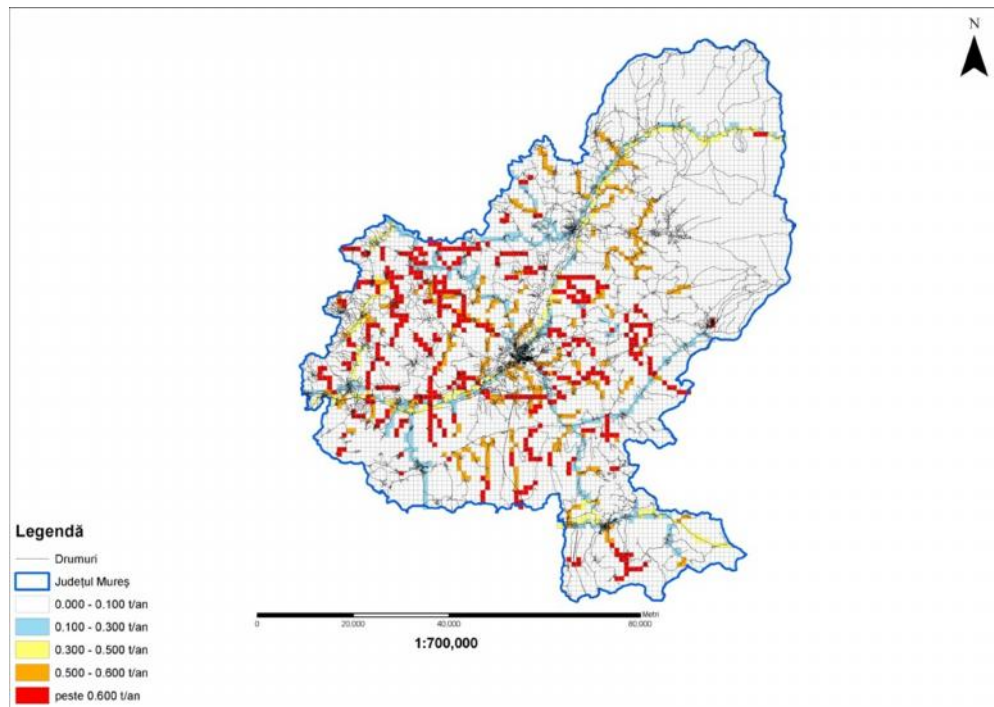 N
Legendă
Drumuri
Județul Mureș
0.000 - 0.100 t/an
0.100 - 0.300 t/an
0.300 - 0.500 t/an
0.500 - 0.600 t/an
peste 0.600 t/an
Metri
0 20,000 40,000 80,000
1:700,000